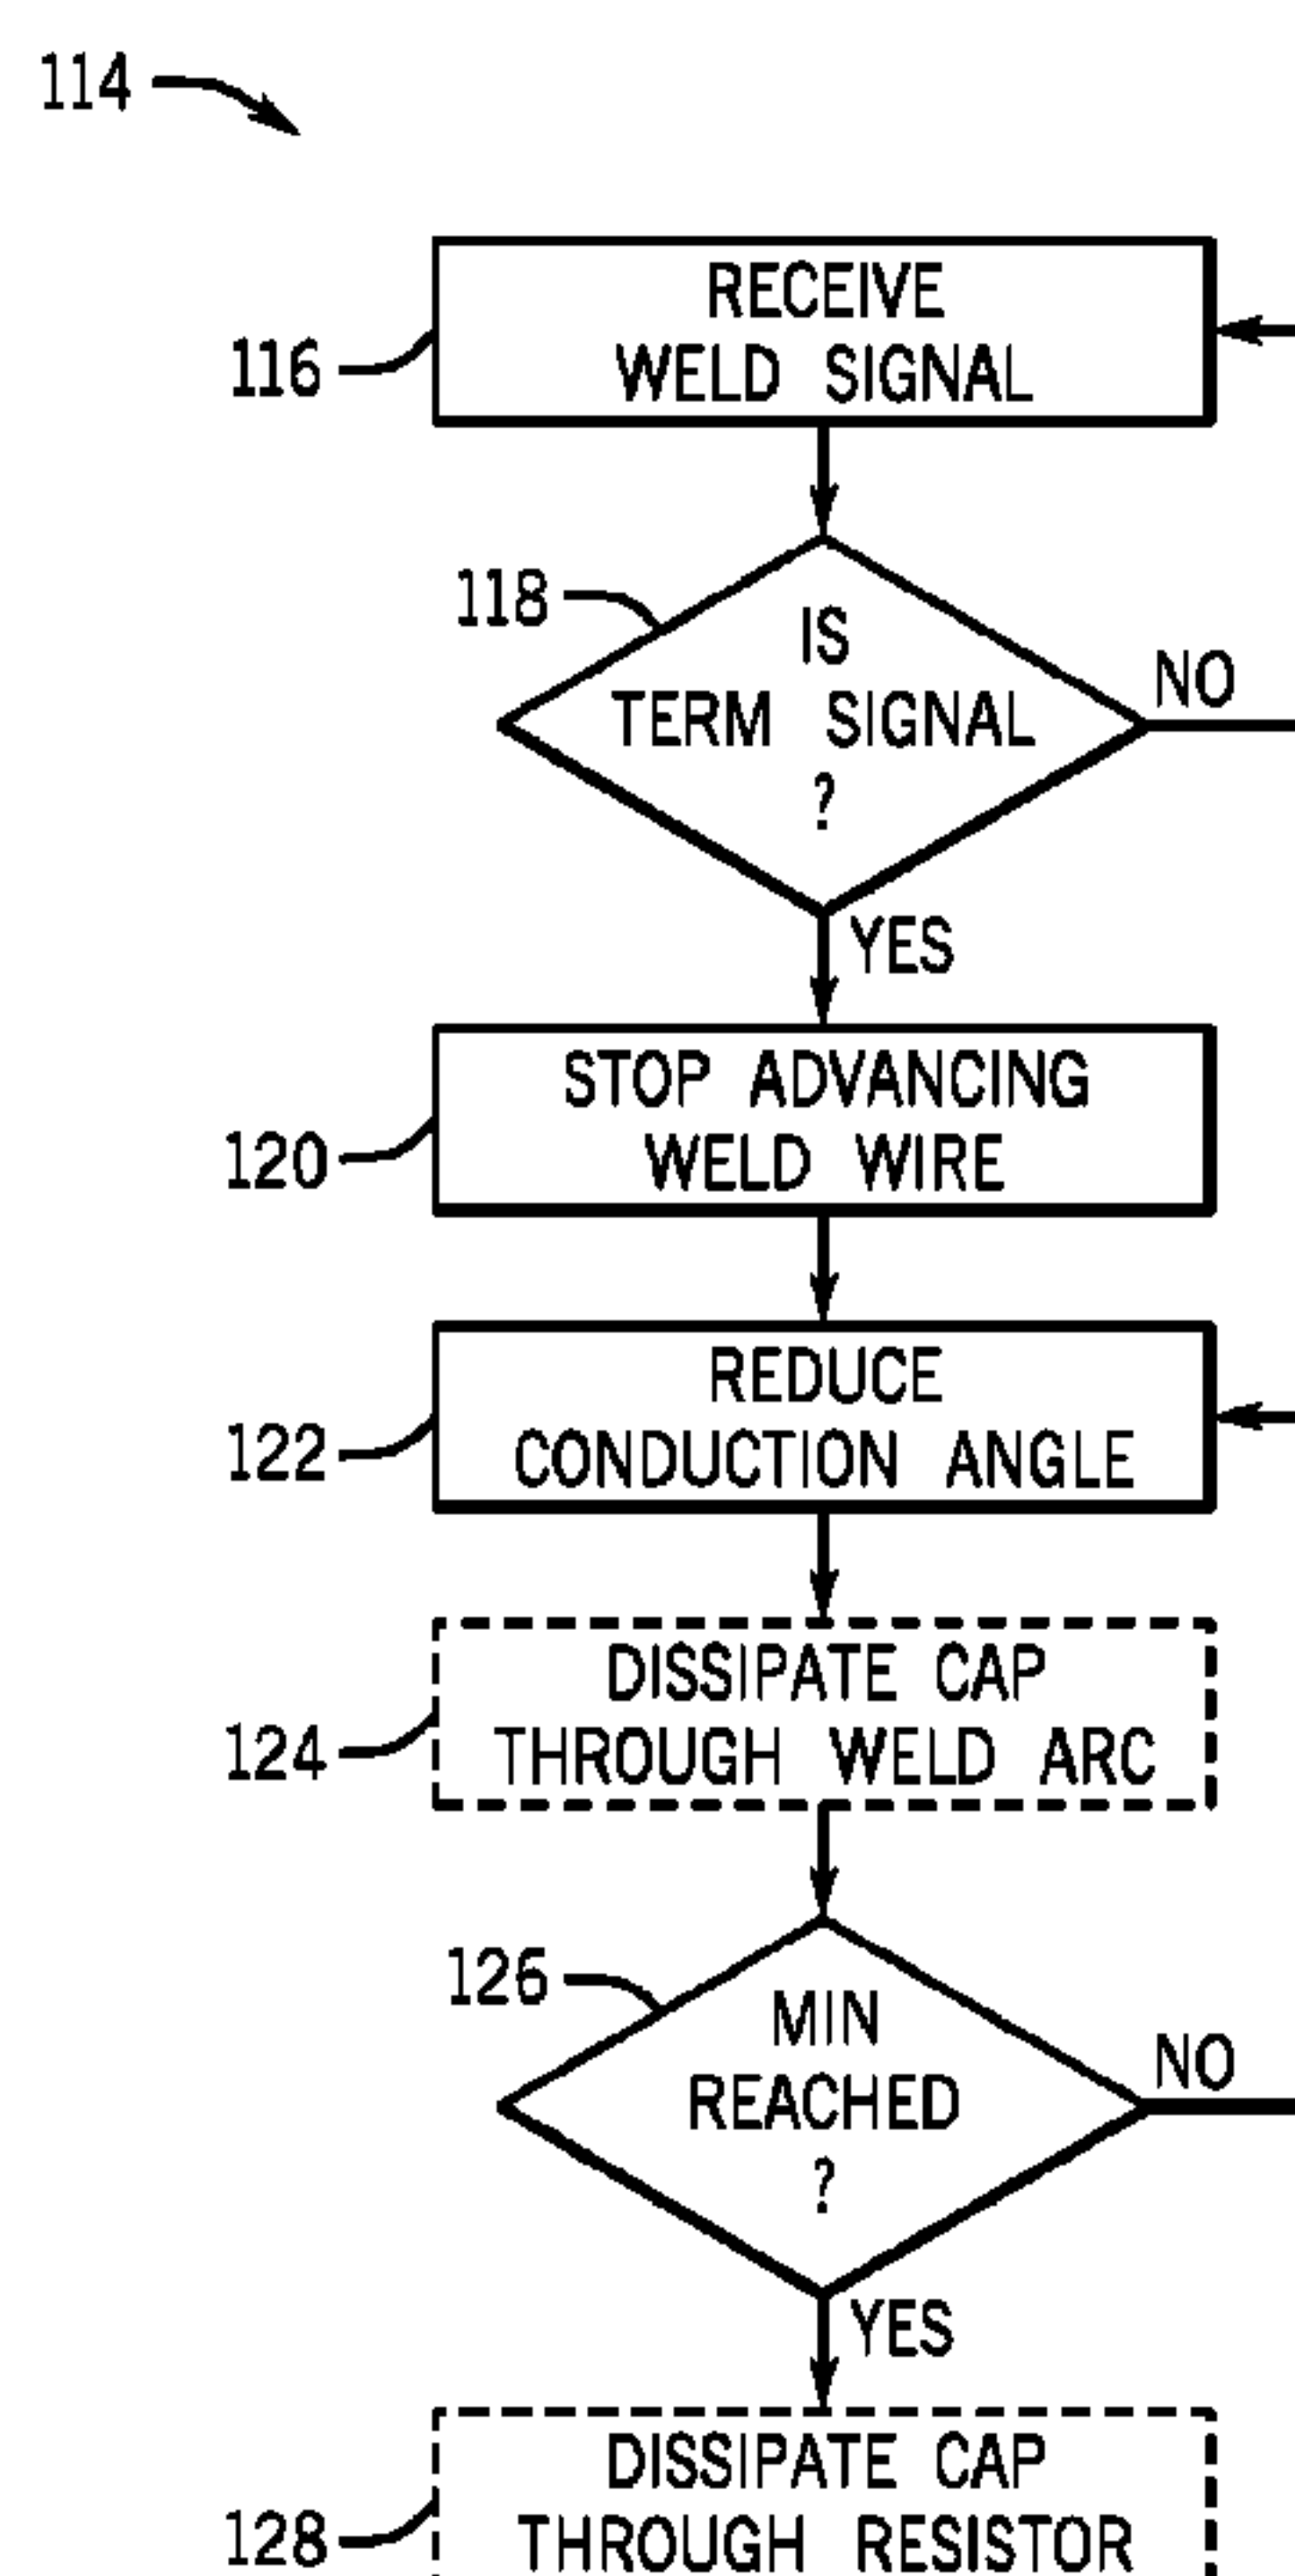 114
RECEIVE
WELD SIGNAL
116
118
IS
TERM SIGNAL
?
NO
YES
STOP ADVANCING
WELD WIRE
120
REDUCE
CONDUCTION ANGLE
122
DISSIPATE CAP
THROUGH WELD ARC
124
126
MIN
REACHED
?
NO
YES
DISSIPATE CAP
THROUGH RESISTOR
128